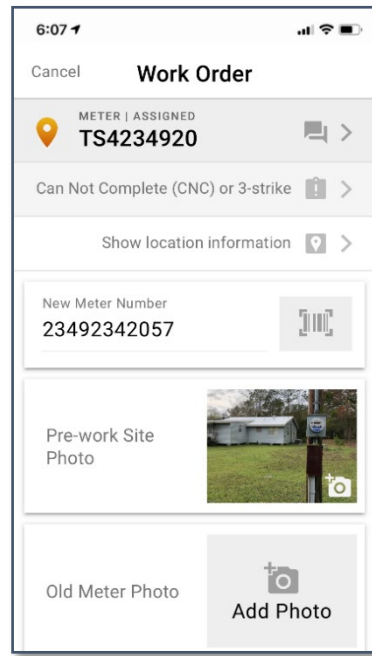 6:07
Cancel Work Order
METER | ASSIGNED
TS4234920
Can Not Complete (CNC) or 3-strike
Show location information
New Meter Number
23492342057
Pre-work Site
Photo
Old Meter Photo
Add Photo